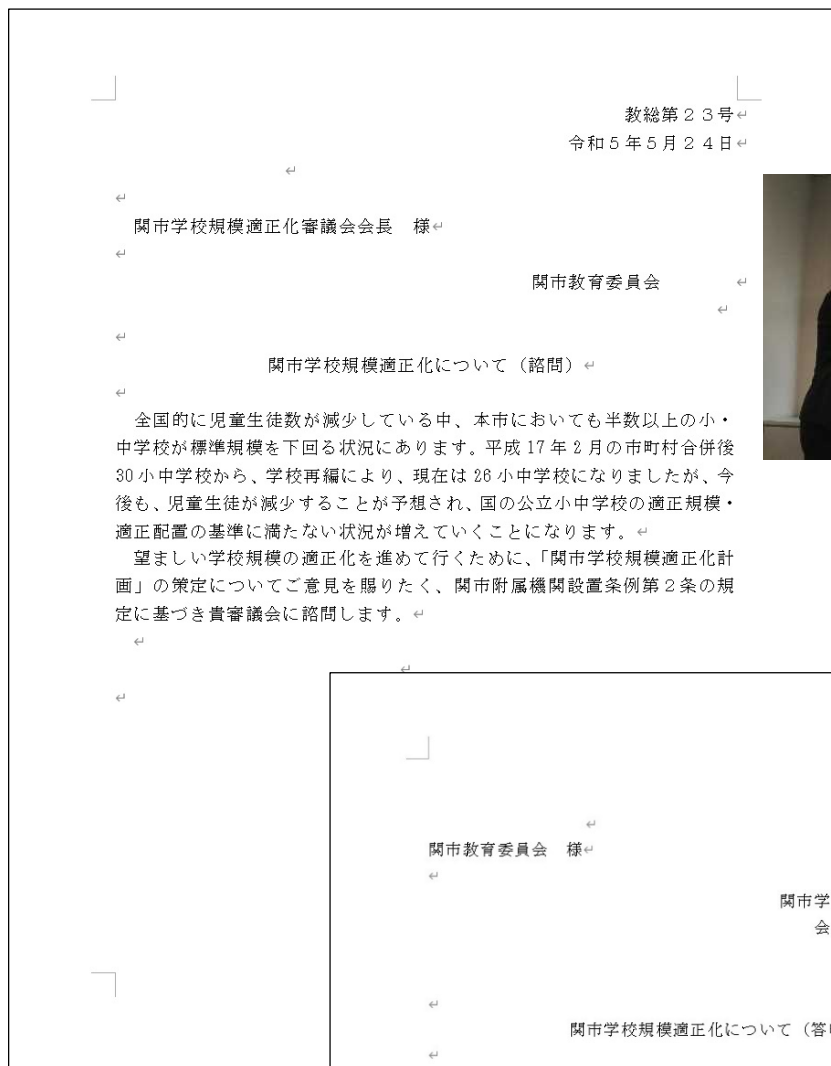 教総第２３号
令和５年５月２４日
関市学校規模適正化審議会会長　様
関市教育委員会
関市学校規模適正化について（諮問）
全国的に児童生徒数が減少している中、本市においても半数以上の小・
中学校が標準規模を下回る状況にあります。平成 17 年 2 月の市町村合併後
30 小中学校から、学校再編により、現在は 26 小中学校になりましたが、今
後も、児童生徒が減少することが予想され、国の公立小中学校の適正規模・
適正配置の基準に満たない状況が増えていくことになります。
望ましい学校規模の適正化を進めて行くために、「関市学校規模適正化計
画」の策定についてご意見を賜りたく、関市附属機関設置条例第２条の規
定に基づき貴審議会に諮問します。
関市教育委員会　様
関市学
会
関市学校規模適正化について（答